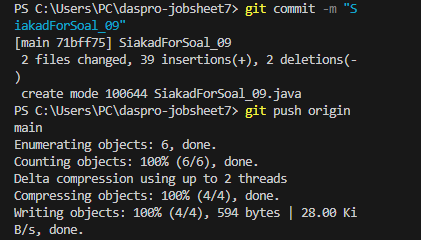 PS C:\Users\PC\daspro-jobsheet7> git commit -m "S
iakadForSoal_09"
[main 71bff75] SiakadForSoal_09
 2 files changed, 39 insertions(+), 2 deletions(-
)
 create mode 100644 SiakadForSoal_09.java
PS C:\Users\PC\daspro-jobsheet7> git push origin
main
Enumerating objects: 6, done.
Counting objects: 100% (6/6), done.
Delta compression using up to 2 threads
Compressing objects: 100% (4/4), done.
Writing objects: 100% (4/4), 594 bytes | 28.00 Ki
B/s, done.